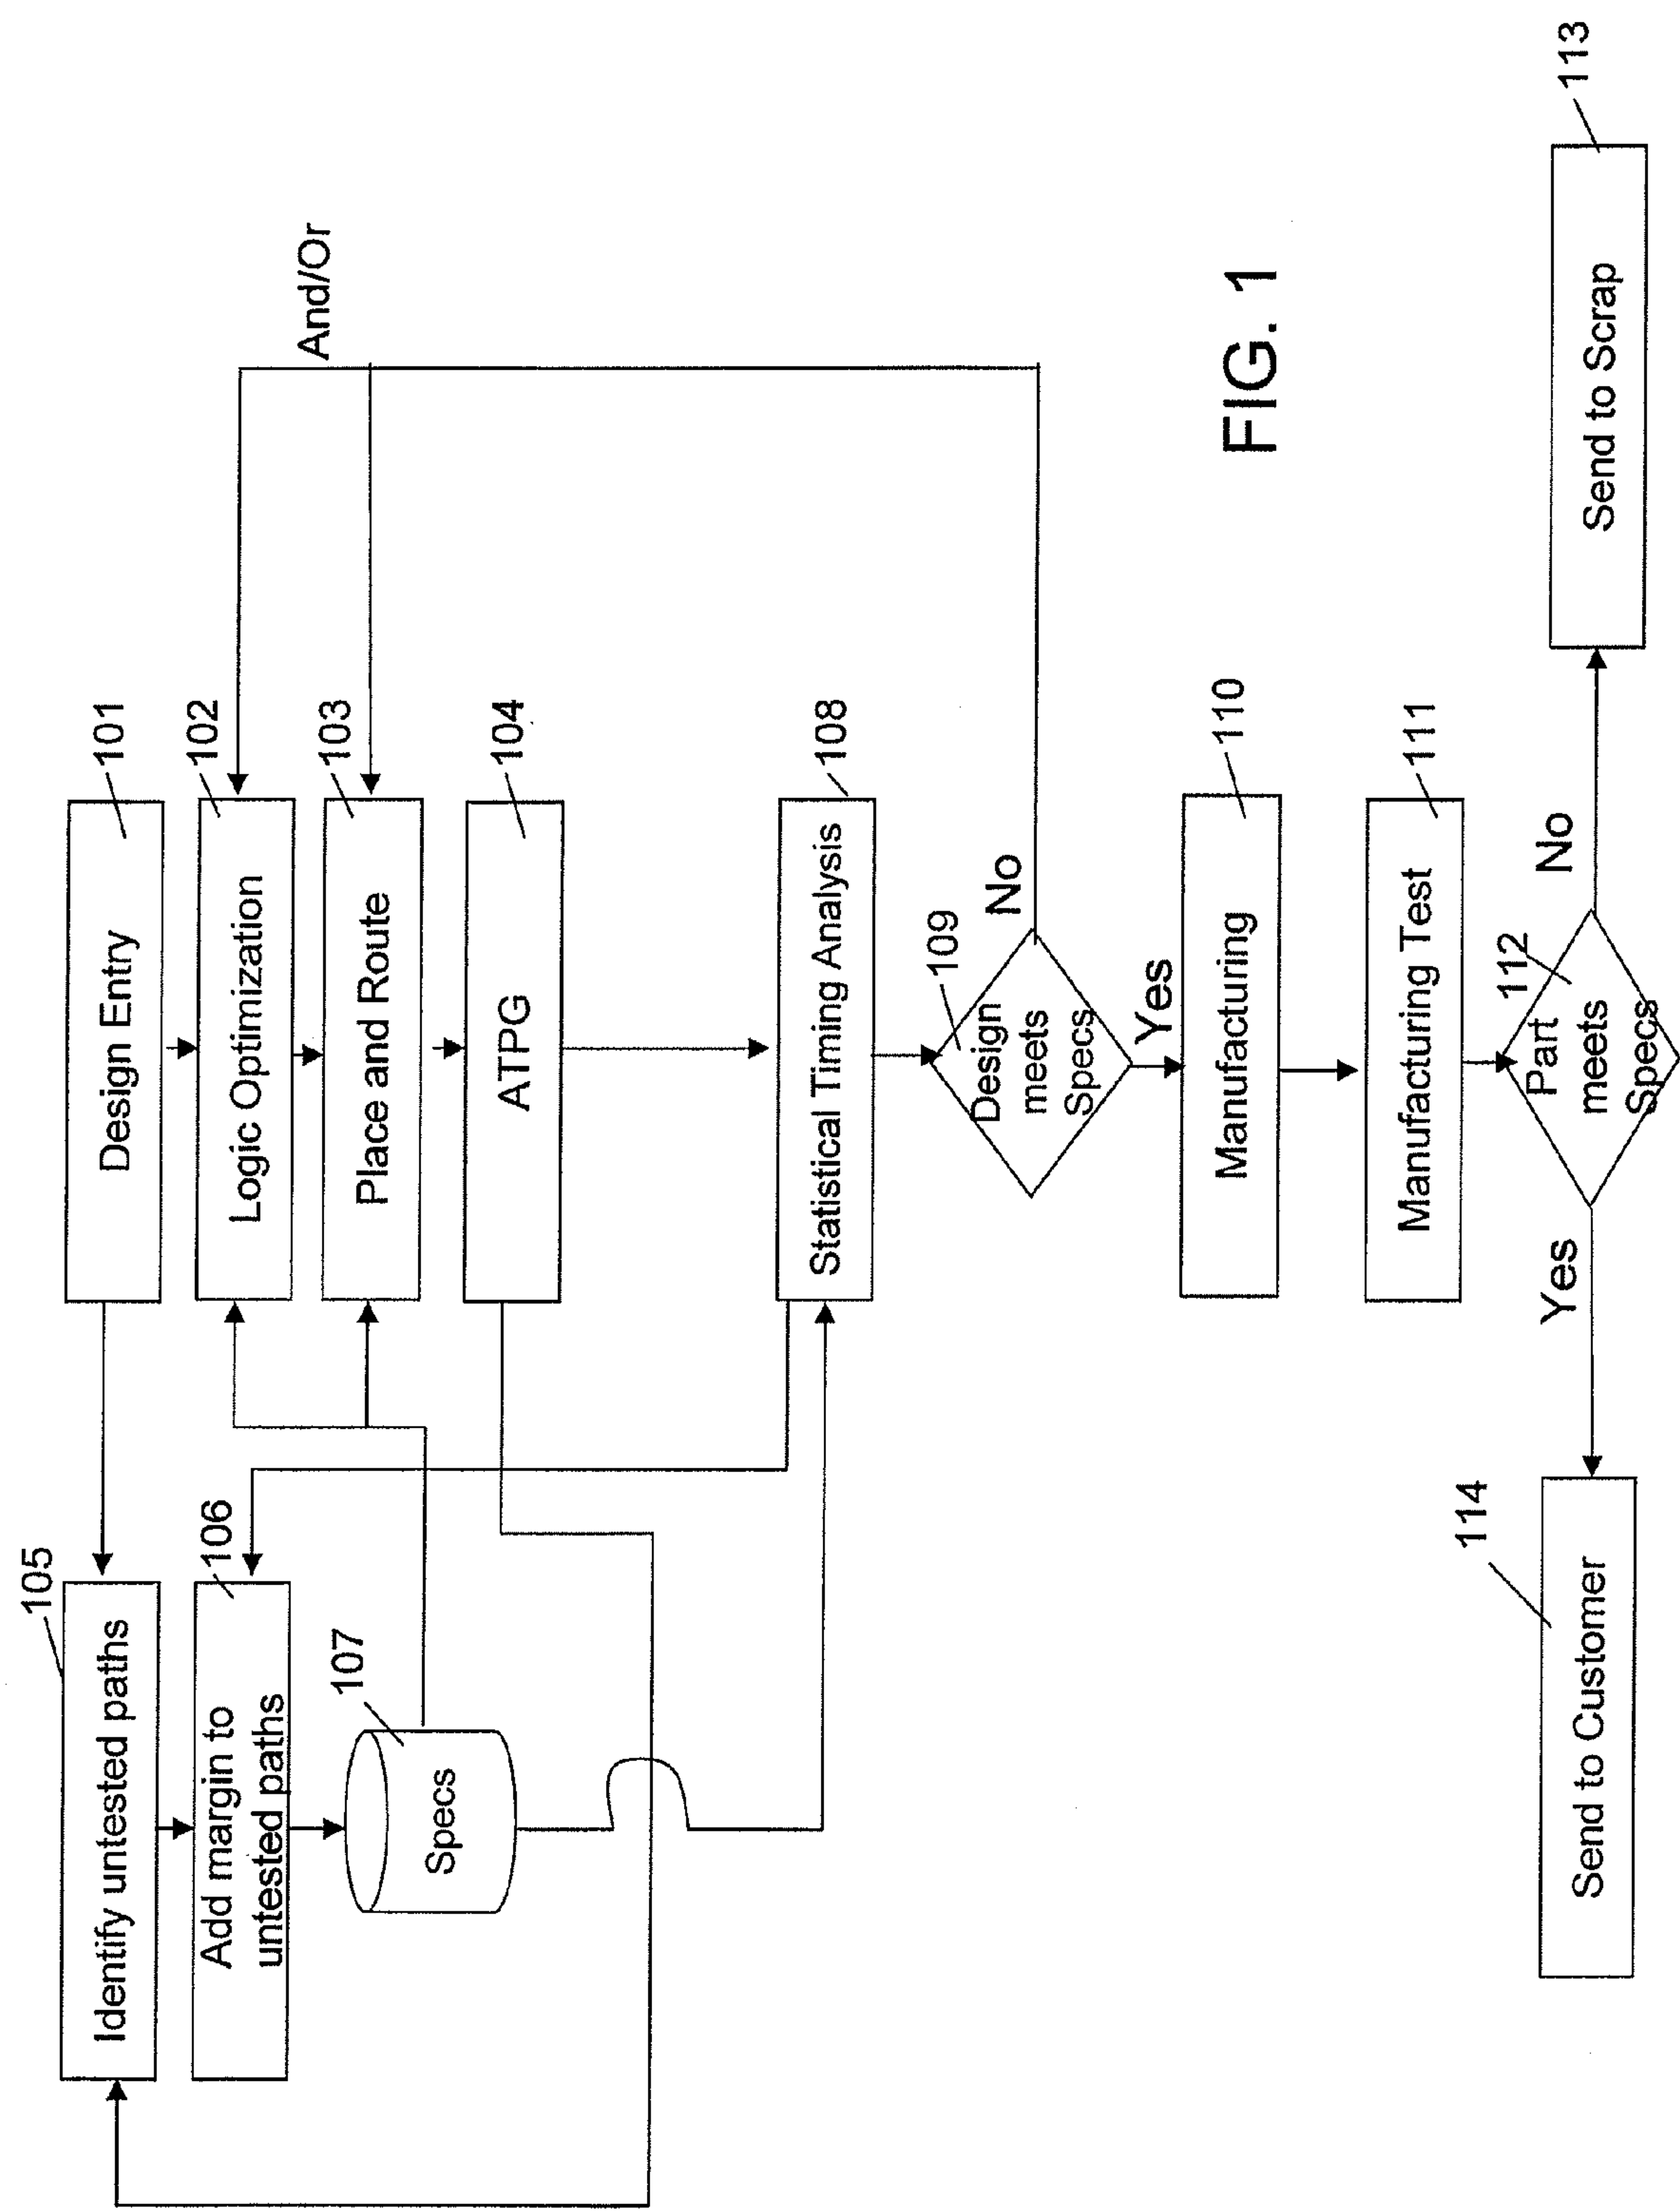 105
Identify untested paths
106
Add margin to
untested paths
107
Specs
101
Design Entry
102
Logic Optimization
103
Place and Route
104
ATPG
And/Or
108
Statistical Timing Analysis
109
Design
meets
Specs
No
Yes
110
Manufacturing
111
Manufacturing Test
112
Part
meets
Specs
Yes
No
114
Send to Customer
113
Send to Scrap
FIG. 1